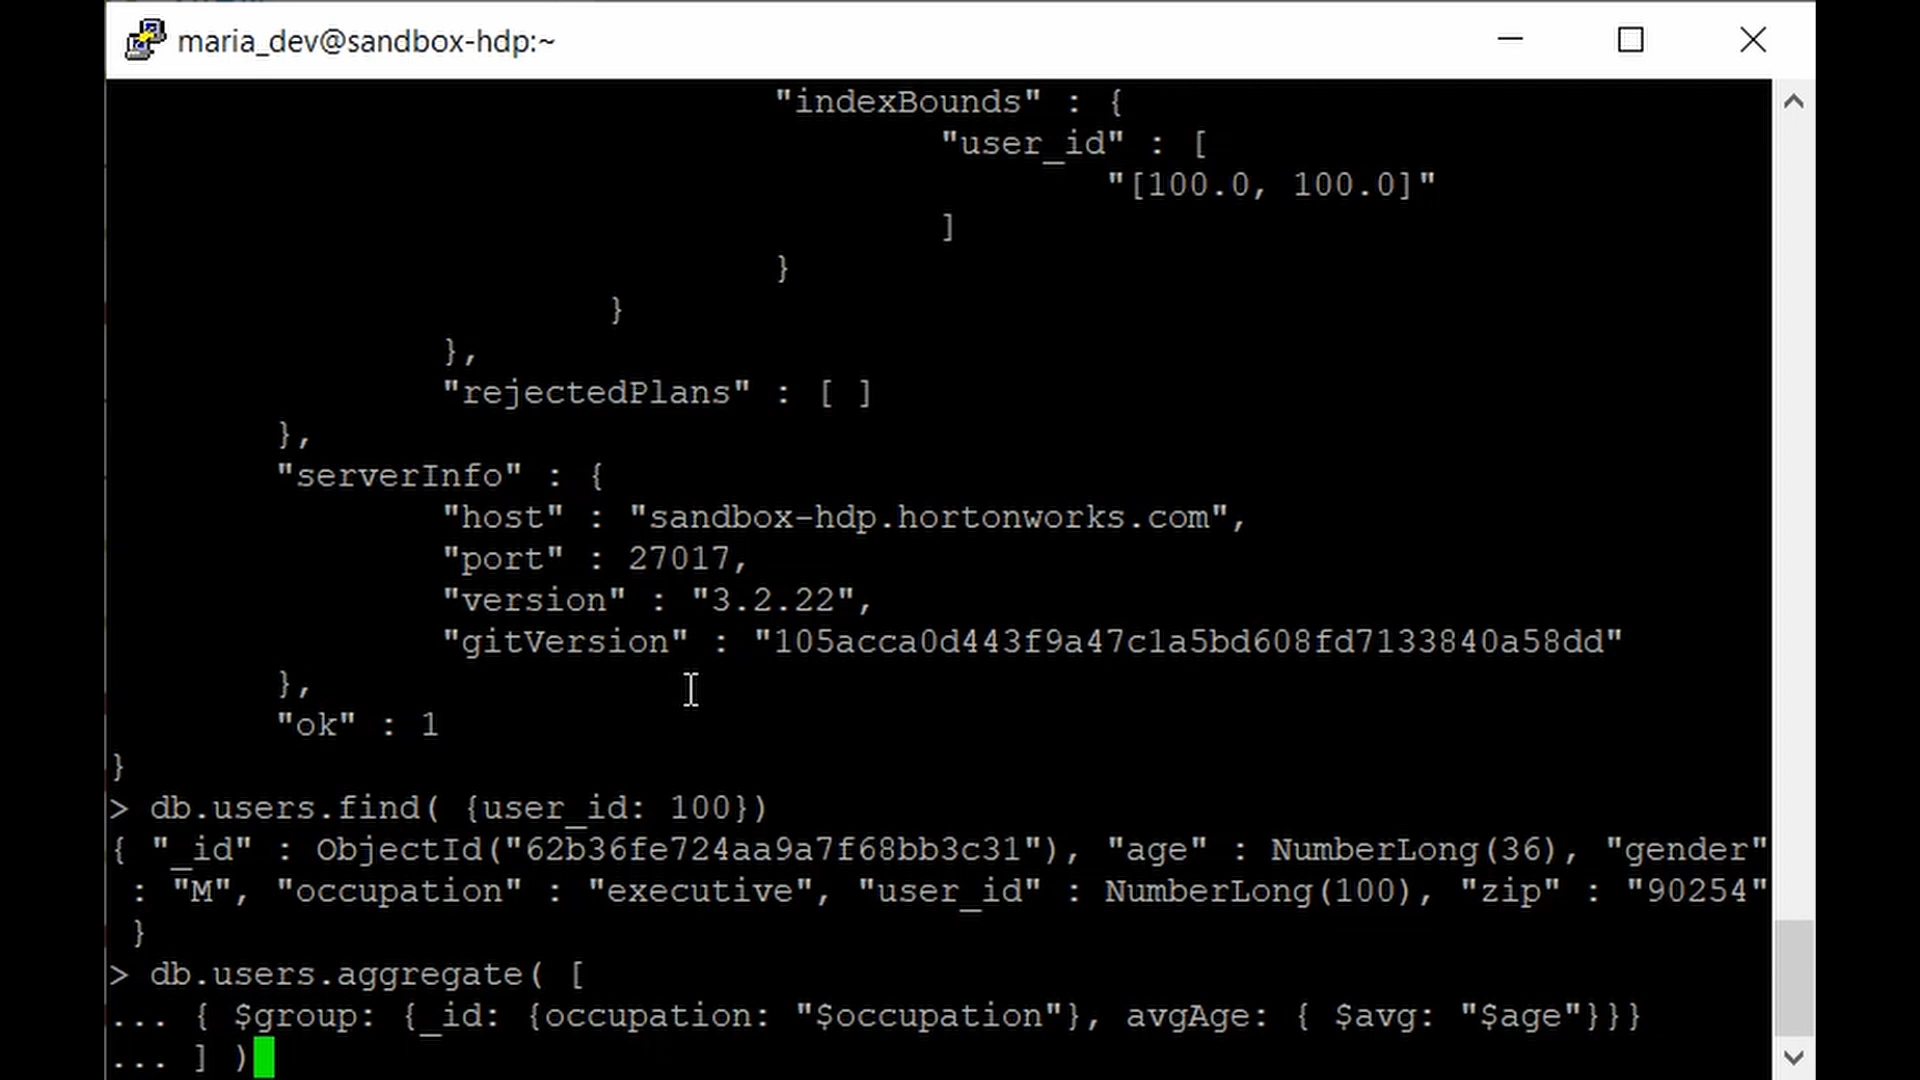 maria_dev@sandbox-hdp:~
"indexBounds" : {
"user_id" : [
"[100.0, 100.0]"
]
}
}
},
"rejectedPlans" : [ ]
},
"serverInfo" : {
"host" : "sandbox-hdp.hortonworks.com",
"port" : 27017,
"version" : "3.2.22",
"gitVersion" : "105acca0d443f9a47c1a5bd608fd7133840a58dd"
},
"ok" : 1
}
> db.users.find( {user_id: 100})
{ "_id" : ObjectId("62b36fe724aa9a7f68bb3c31"), "age" : NumberLong(36), "gender"
: "M", "occupation" : "executive", "user_id" : NumberLong(100), "zip" : "90254"
}
> db.users.aggregate( [
... { $group: {_id: {occupation: "$occupation"}, avgAge: { $avg: "$age"}}}
... ] )